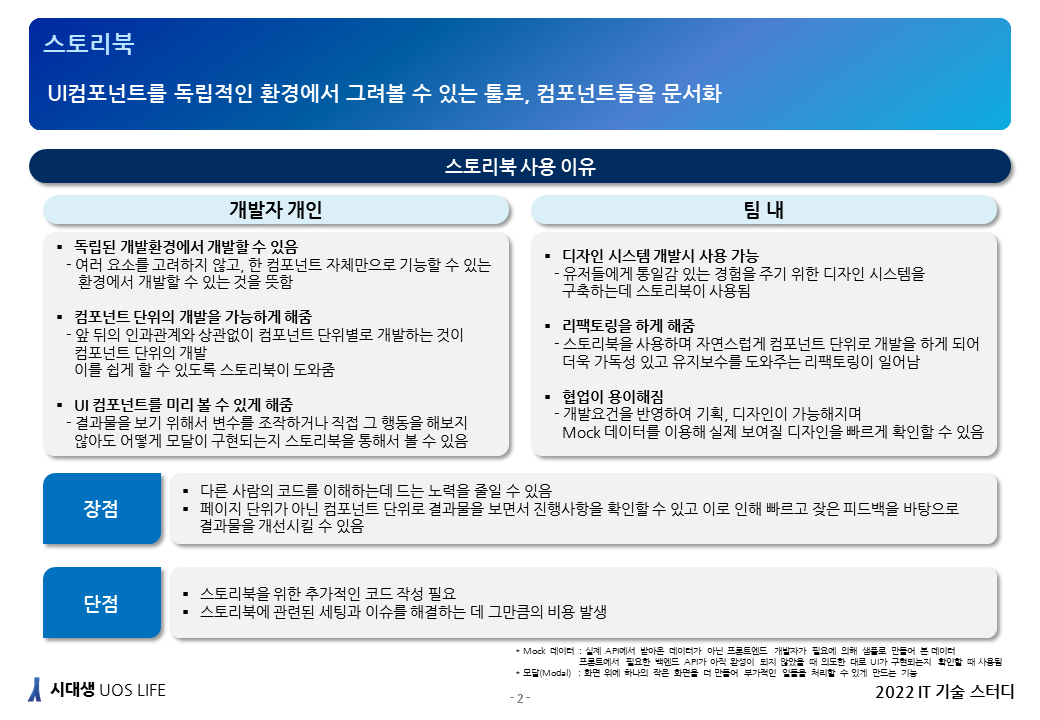 스토리북
UI컴포넌트를 독립적인 환경에서 그려볼 수 있는 툴로, 컴포넌트들을 문서화
스토리북 사용 이유
개발자 개인
▪ 독립된 개발환경에서 개발할 수 있음
- 여러 요소를 고려하지 않고, 한 컴포넌트 자체만으로 기능할 수 있는
환경에서 개발할 수 있는 것을 뜻함
▪ 컴포넌트 단위의 개발을 가능하게 해줌
- 앞 뒤의 인과관계와 상관없이 컴포넌트 단위별로 개발하는 것이
컴포넌트 단위의 개발
이를 쉽게 할 수 있도록 스토리북이 도와줌
▪ UI 컴포넌트를 미리 볼 수 있게 해줌
- 결과물을 보기 위해서 변수를 조작하거나 직접 그 행동을 해보지
않아도 어떻게 모달이 구현되는지 스토리북을 통해서 볼 수 있음
팀 내
▪ 디자인 시스템 개발시 사용 가능
- 유저들에게 통일감 있는 경험을 주기 위한 디자인 시스템을
구축하는데 스토리북이 사용됨
▪ 리팩토링을 하게 해줌
- 스토리북을 사용하며 자연스럽게 컴포넌트 단위로 개발을 하게 되어
더욱 가독성 있고 유지보수를 도와주는 리팩토링이 일어남
▪ 협업이 용이해짐
- 개발요건을 반영하여 기획, 디자인이 가능해지며
Mock 데이터를 이용해 실제 보여질 디자인을 빠르게 확인할 수 있음
장점
▪ 다른 사람의 코드를 이해하는데 드는 노력을 줄일 수 있음
▪ 페이지 단위가 아닌 컴포넌트 단위로 결과물을 보면서 진행사항을 확인할 수 있고 이로 인해 빠르고 잦은 피드백을 바탕으로
결과물을 개선시킬 수 있음
단점
▪ 스토리북을 위한 추가적인 코드 작성 필요
▪ 스토리북에 관련된 세팅과 이슈를 해결하는 데 그만큼의 비용 발생
* Mock 데이터 : 실제 API에서 받아온 데이터가 아닌 프론트엔드 개발자가 필요에 의해 샘플로 만들어 본 데이터
프론트에서 필요한 백엔드 API가 아직 완성이 되지 않았을 때 의도한 대로 UI가 구현되는지 확인할 때 사용됨
* 모달(Modal) : 화면 위에 하나의 작은 화면을 더 만들어 부가적인 일들을 처리할 수 있게 만드는 기능
시대생 UOS LIFE
- 2 -
2022 IT 기술 스터디